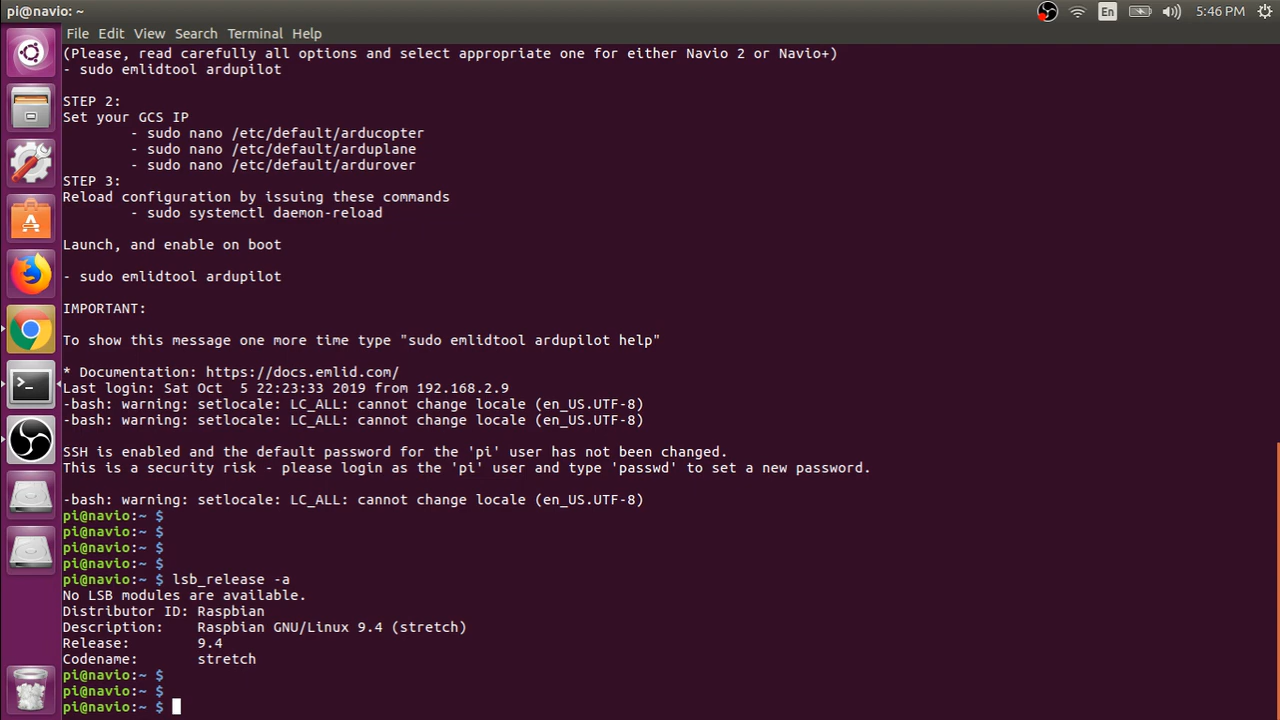 pi@navio: ~
En
5:46 PM
File Edit View Search Terminal Help
(Please, read carefully all options and select appropriate one for either Navio 2 or Navio+)
- sudo emlidtool ardupilot
STEP 2:
Set your GCS IP
- sudo nano /etc/default/arducopter
- sudo nano /etc/default/arduplane
- sudo nano /etc/default/ardurover
STEP 3:
Reload configuration by issuing these commands
- sudo systemctl daemon-reload
Launch, and enable on boot
- sudo emlidtool ardupilot
IMPORTANT:
To show this message one more time type "sudo emlidtool ardupilot help"
* Documentation: https://docs.emlid.com/
Last login: Sat Oct  5 22:23:33 2019 from 192.168.2.9
-bash: warning: setlocale: LC_ALL: cannot change locale (en_US.UTF-8)
-bash: warning: setlocale: LC_ALL: cannot change locale (en_US.UTF-8)
SSH is enabled and the default password for the 'pi' user has not been changed.
This is a security risk - please login as the 'pi' user and type 'passwd' to set a new password.
-bash: warning: setlocale: LC_ALL: cannot change locale (en_US.UTF-8)
pi@navio:~ $
pi@navio:~ $
pi@navio:~ $
pi@navio:~ $
pi@navio:~ $ lsb_release -a
No LSB modules are available.
Distributor ID: Raspbian
Description:    Raspbian GNU/Linux 9.4 (stretch)
Release:        9.4
Codename:       stretch
pi@navio:~ $
pi@navio:~ $
pi@navio:~ $